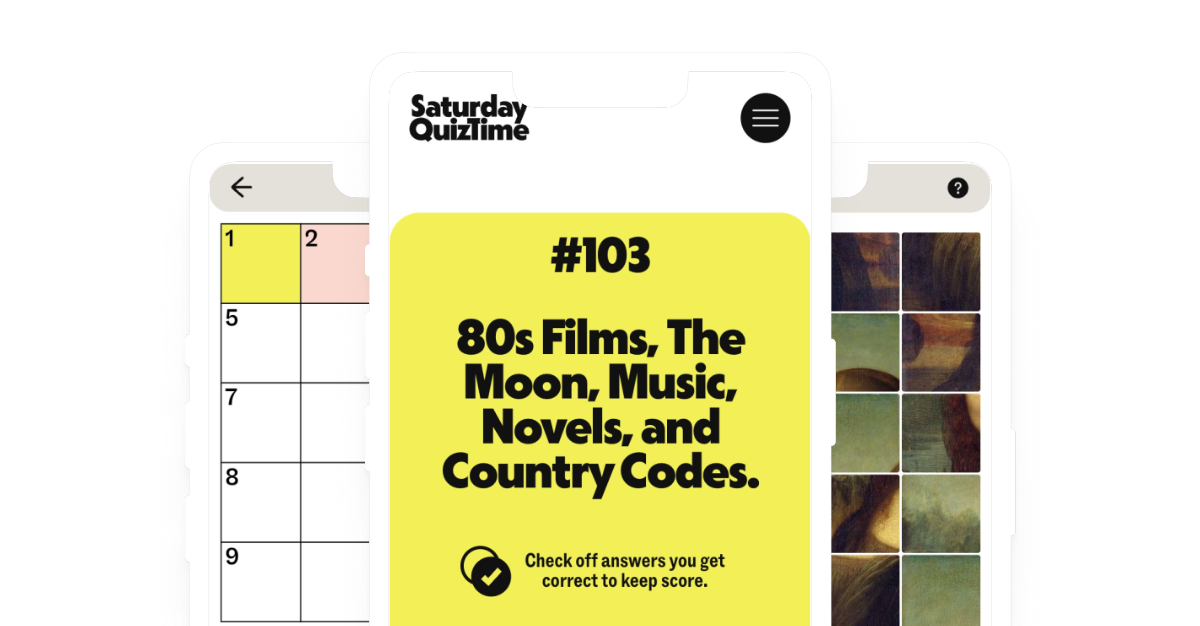 Saturday
QuizTime
#103
80s Films, The
Moon, Music,
Novels, and
Country Codes.
Check off answers you get
correct to keep score.
1
2
5
7
8
9
?